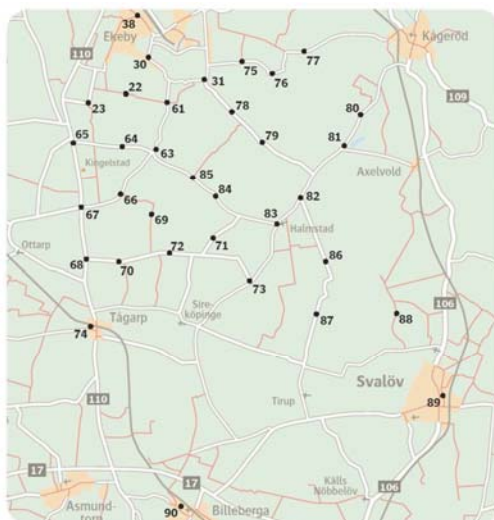 38
Ekeby
Kågeröd
110
30
75
77
76
31
109
22
23
61
78
80
65
64
63
79
81
Kingelstad
Axelvold
85
84
66
82
67
69
83
Halmstad
Ottarp
71
72
68
70
86
73
Sire-
köpinge
106
87
88
74
Tågarp
Svalöv
110
Tirup
89
17
17
Källs
Nöbbelöv
106
Asmund-
torp
90
Billeberga